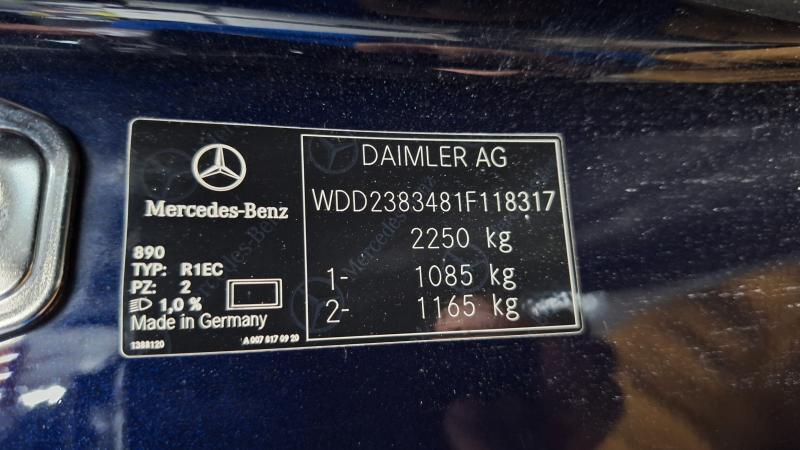 Mercedes-Benz
890
TYP: R1EC
PZ: 2
1,0 %
Made in Germany
1388120
A 007 817 09 20
DAIMLER AG
WDD2383481F118317
2250 kg
1- 1085 kg
2- 1165 kg